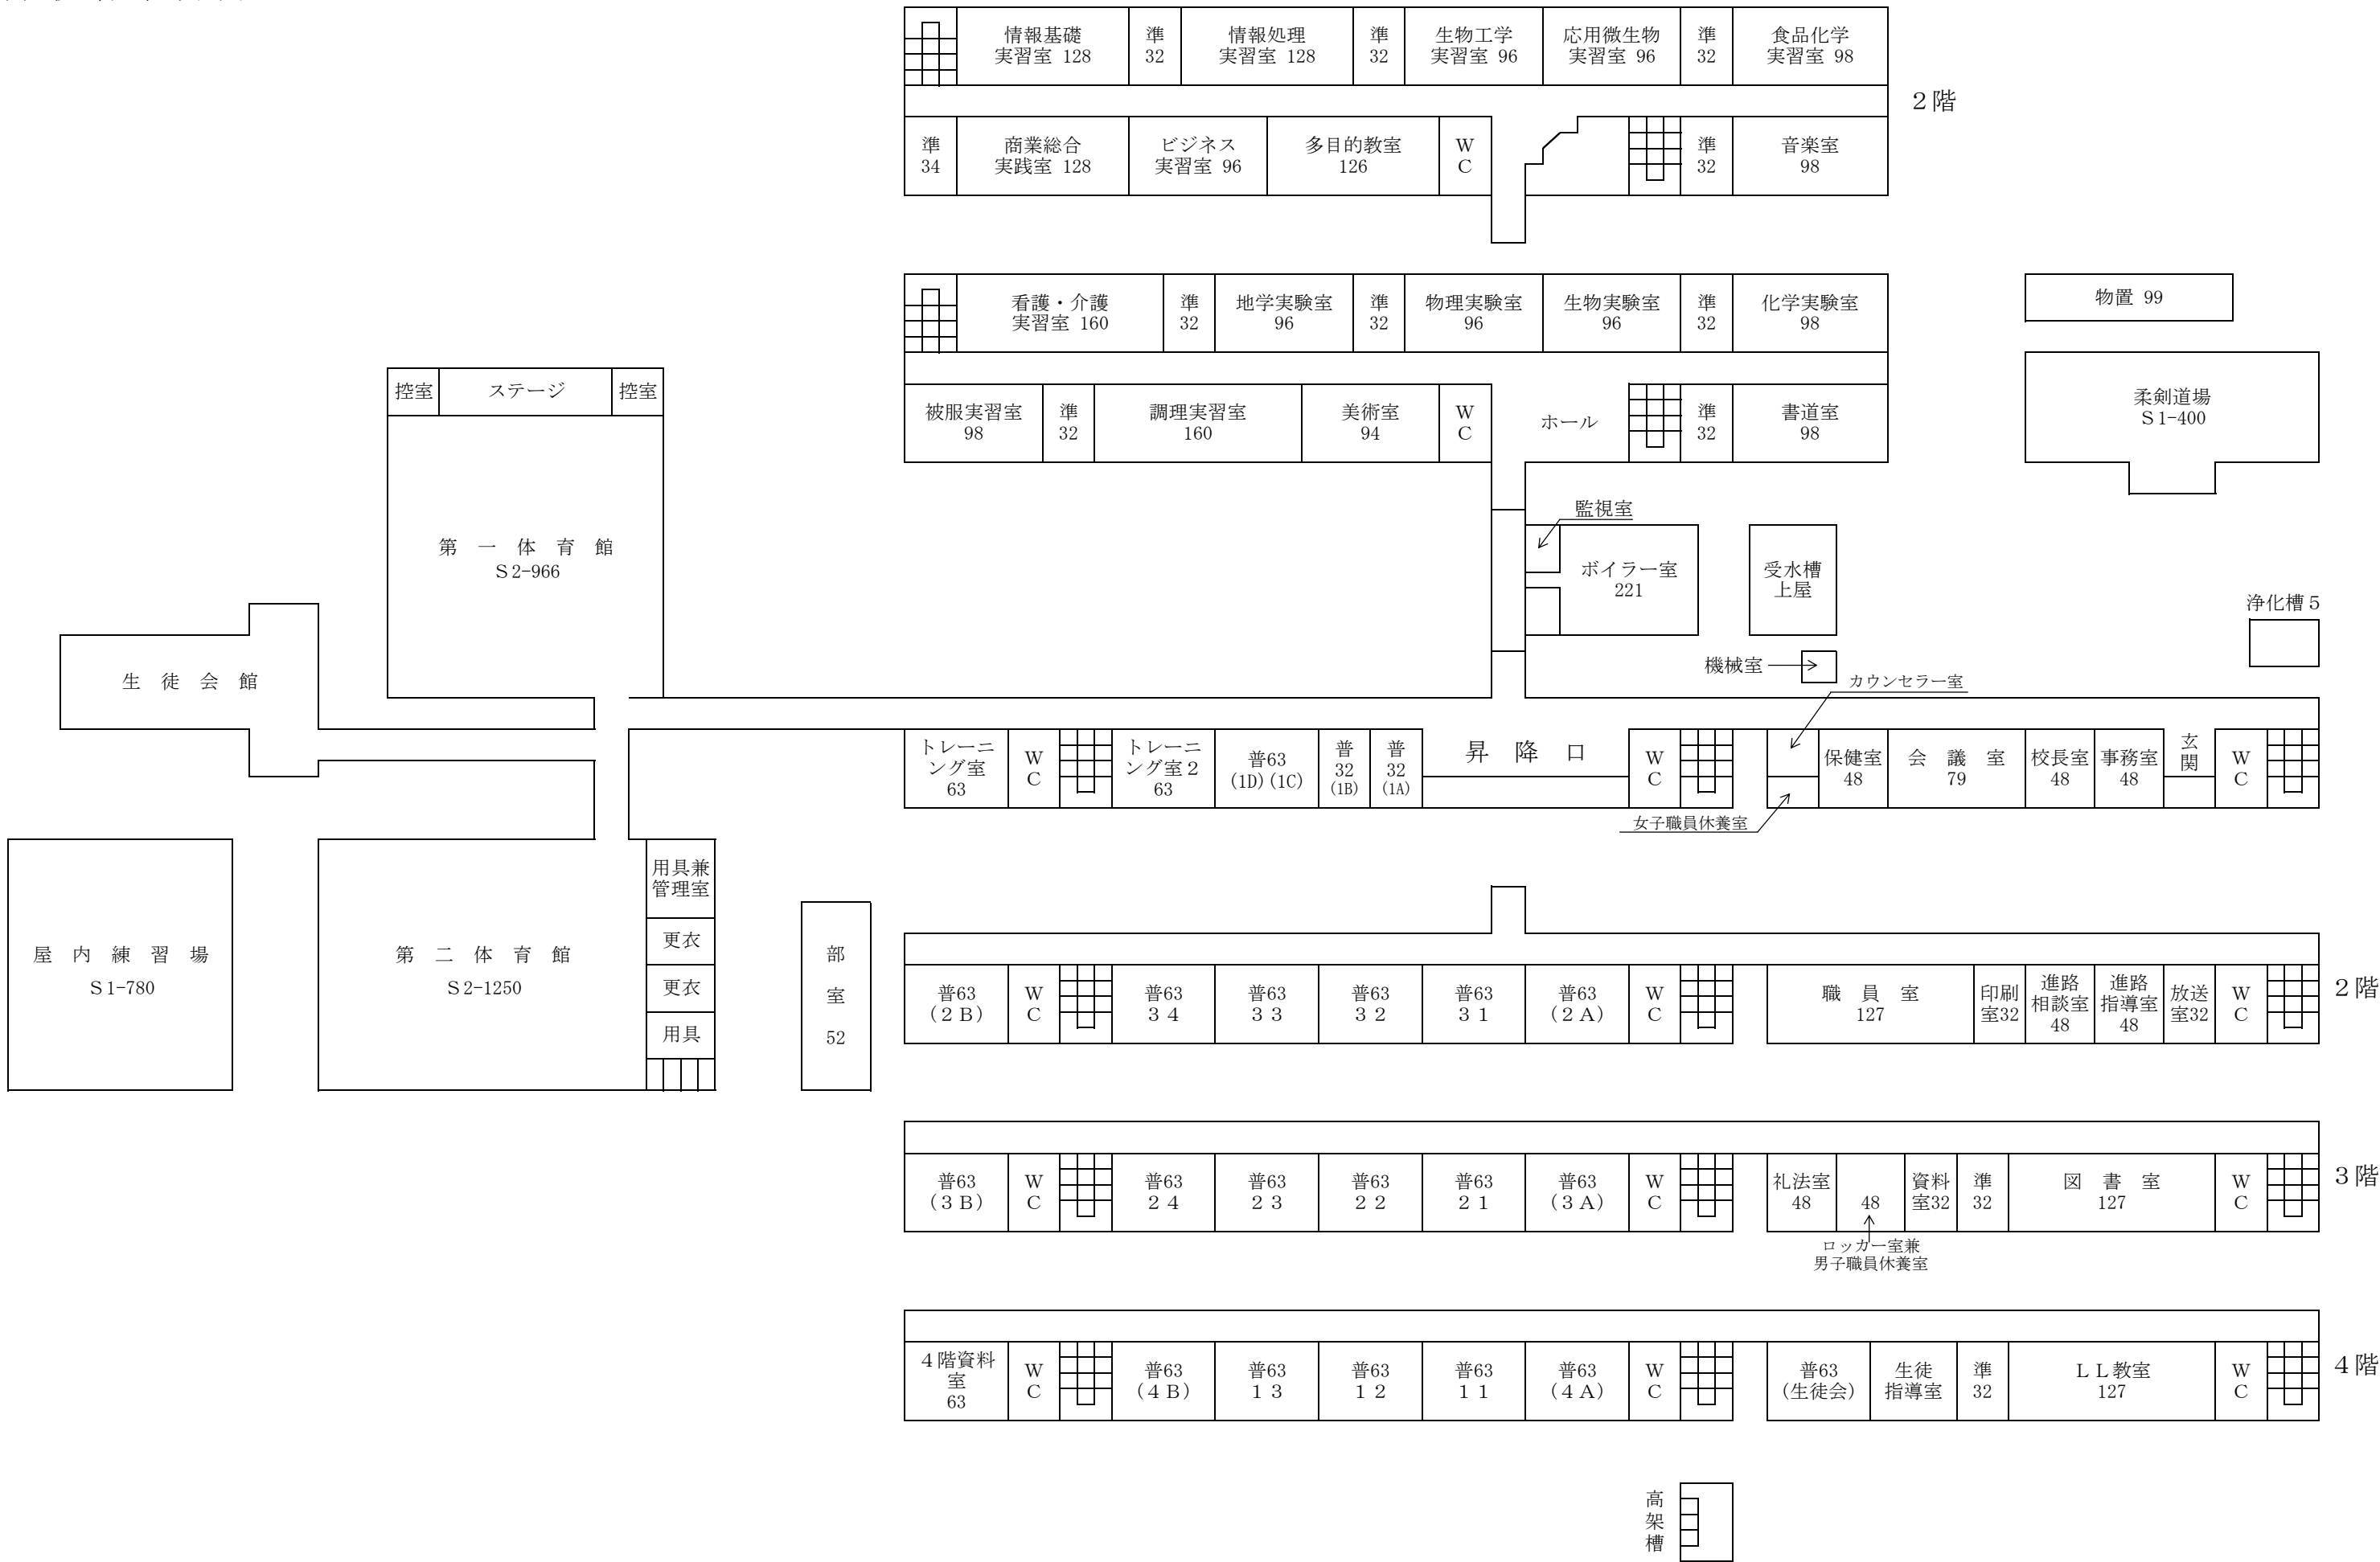 情報基礎
実習室 128
準
32
情報処理
実習室 128
準
32
生物工学
実習室 96
応用微生物
実習室 96
準
32
食品化学
実習室 98
2階
準
34
商業総合
実践室 128
ビジネス
実習室 96
多目的教室
126
W
C
準
32
音楽室
98
看護・介護
実習室 160
準
32
地学実験室
96
準
32
物理実験室
96
生物実験室
96
準
32
化学実験室
98
物置 99
被服実習室
98
準
32
調理実習室
160
美術室
94
W
C
ホール
準
32
書道室
98
柔剣道場
S1-400
控室
ステージ
控室
第 一 体 育 館
S2-966
監視室
ボイラー室
221
受水槽
上屋
浄化槽5
機械室
カウンセラー室
生 徒 会 館
トレーニ
ング室
63
W
C
トレーニ
ング室2
63
普63
(1D)(1C)
普
32
(1B)
普
32
(1A)
昇 降 口
W
C
保健室
48
会 議 室
79
校長室
48
事務室
48
玄
関
W
C
女子職員休養室
屋 内 練 習 場
S1-780
第 二 体 育 館
S2-1250
用具兼
管理室
更衣
更衣
用具
部
室
52
普63
(2B)
W
C
普63
34
普63
33
普63
32
普63
31
普63
(2A)
W
C
職 員 室
127
印刷
室32
進路
相談室
48
進路
指導室
48
放送
室32
W
C
2階
普63
(3B)
W
C
普63
24
普63
23
普63
22
普63
21
普63
(3A)
W
C
礼法室
48
48
資料
室32
準
32
図 書 室
127
W
C
3階
ロッカー室兼
男子職員休養室
4階資料
室
63
W
C
普63
(4B)
普63
13
普63
12
普63
11
普63
(4A)
W
C
普63
(生徒会)
生徒
指導室
準
32
LL教室
127
W
C
4階
高
架
槽